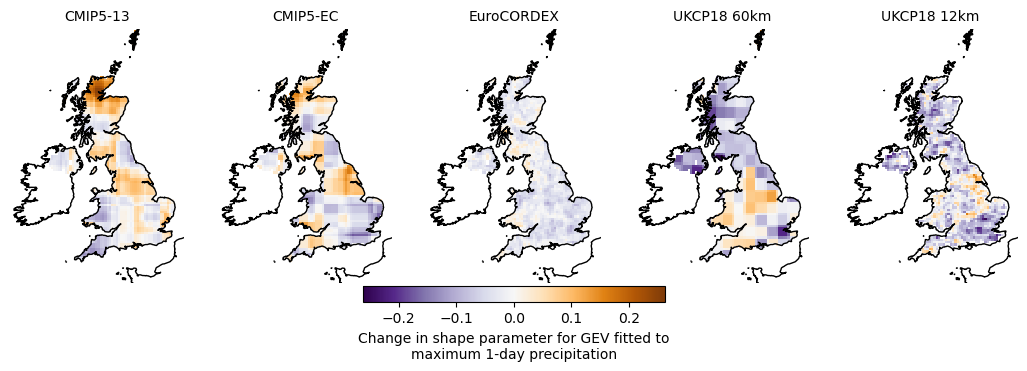 CMIP5-13 CMIP5-EC EuroCORDEX UKCP18 60km UKCP18 12km
−0.2 −0.1 0.0 0.1 0.2
Change in shape parameter for GEV fitted to
maximum 1-day precipitation